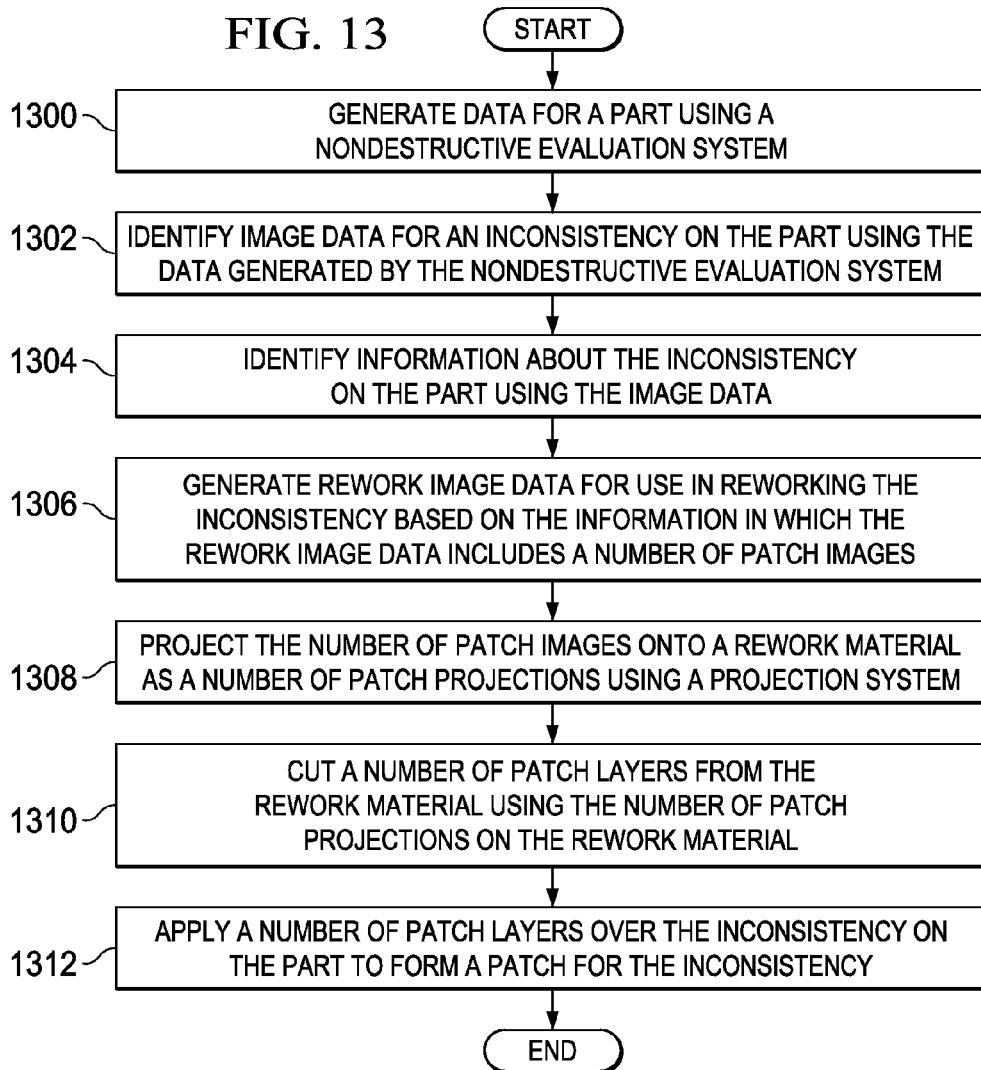 FIG. 13
START
1300
GENERATE DATA FOR A PART USING A
NONDESTRUCTIVE EVALUATION SYSTEM
1302
IDENTIFY IMAGE DATA FOR AN INCONSISTENCY ON THE PART USING THE
DATA GENERATED BY THE NONDESTRUCTIVE EVALUATION SYSTEM
1304
IDENTIFY INFORMATION ABOUT THE INCONSISTENCY
ON THE PART USING THE IMAGE DATA
1306
GENERATE REWORK IMAGE DATA FOR USE IN REWORKING THE
INCONSISTENCY BASED ON THE INFORMATION IN WHICH THE
REWORK IMAGE DATA INCLUDES A NUMBER OF PATCH IMAGES
1308
PROJECT THE NUMBER OF PATCH IMAGES ONTO A REWORK MATERIAL
AS A NUMBER OF PATCH PROJECTIONS USING A PROJECTION SYSTEM
1310
CUT A NUMBER OF PATCH LAYERS FROM THE
REWORK MATERIAL USING THE NUMBER OF PATCH
PROJECTIONS ON THE REWORK MATERIAL
1312
APPLY A NUMBER OF PATCH LAYERS OVER THE INCONSISTENCY ON
THE PART TO FORM A PATCH FOR THE INCONSISTENCY
END